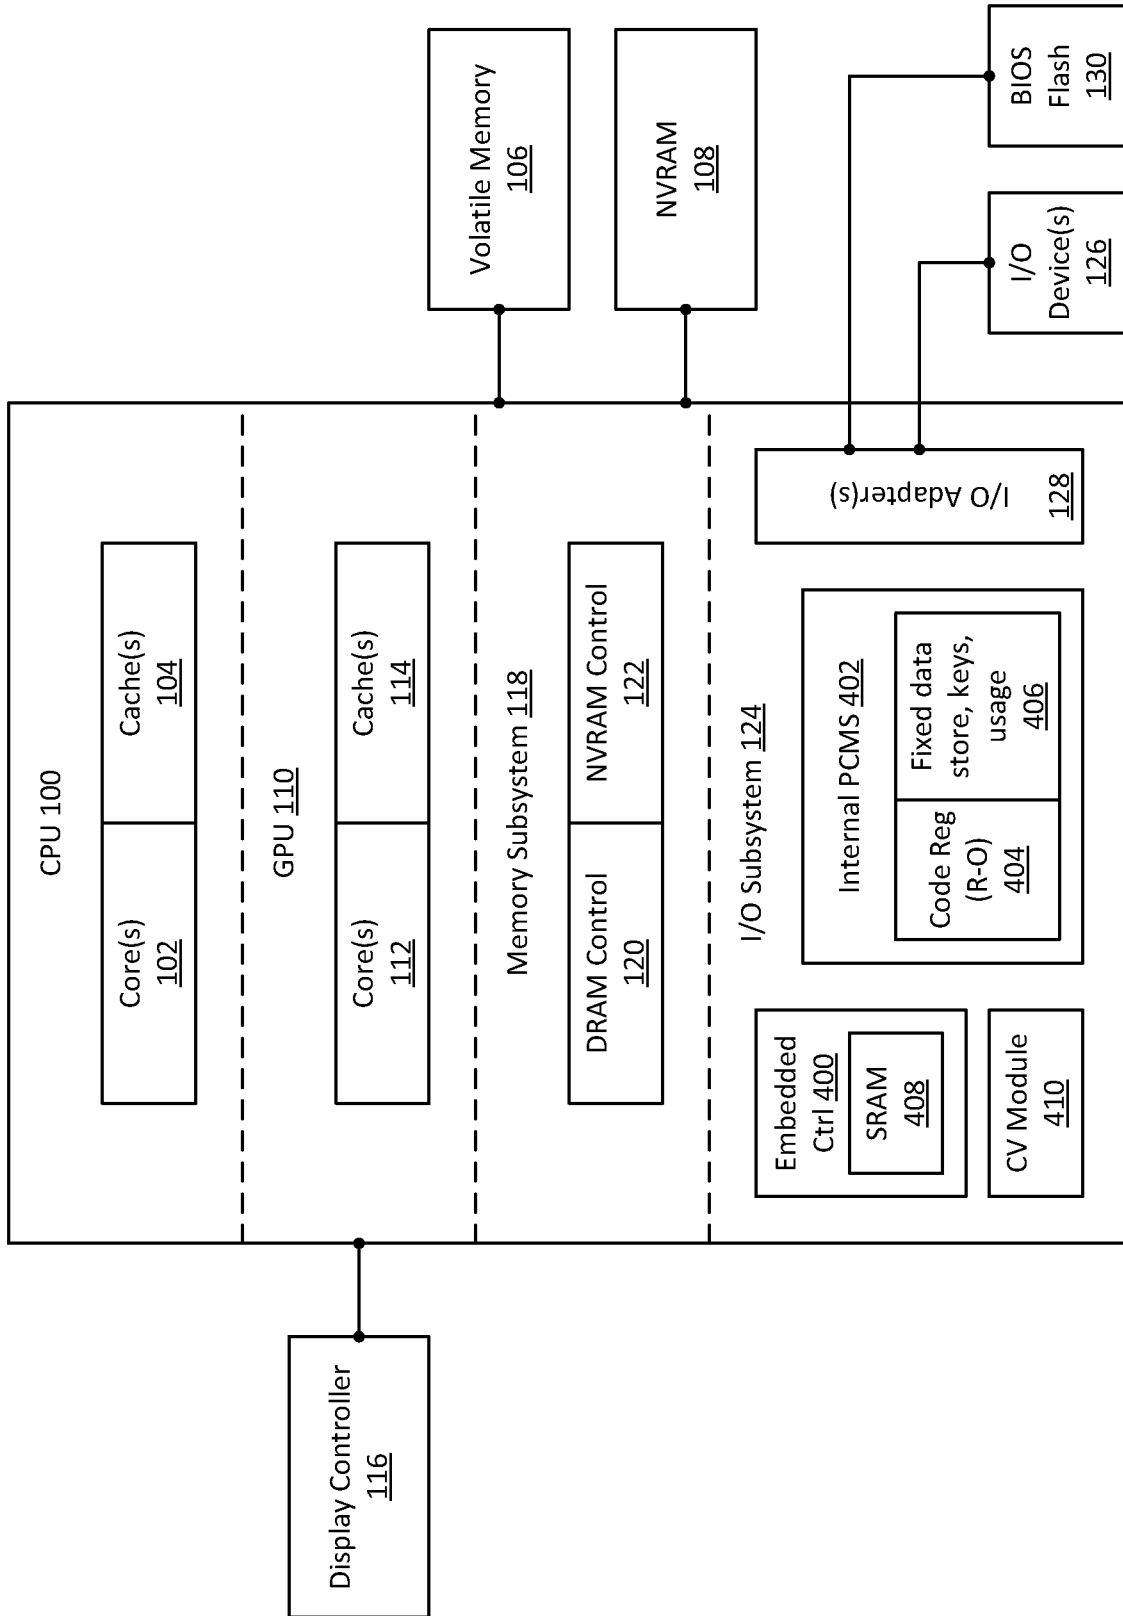 CPU 100
Core(s)
102
Cache(s)
104
GPU 110
Core(s)
112
Cache(s)
114
Display Controller
116
Memory Subsystem 118
DRAM Control
120
NVRAM Control
122
Volatile Memory
106
NVRAM
108
I/O Subsystem 124
Embedded
Ctrl 400
SRAM
408
CV Module
410
Internal PCMS 402
Code Reg
(R-O)
404
Fixed data
store, keys,
usage
406
I/O Adapter(s)
128
I/O
Device(s)
126
BIOS
Flash
130